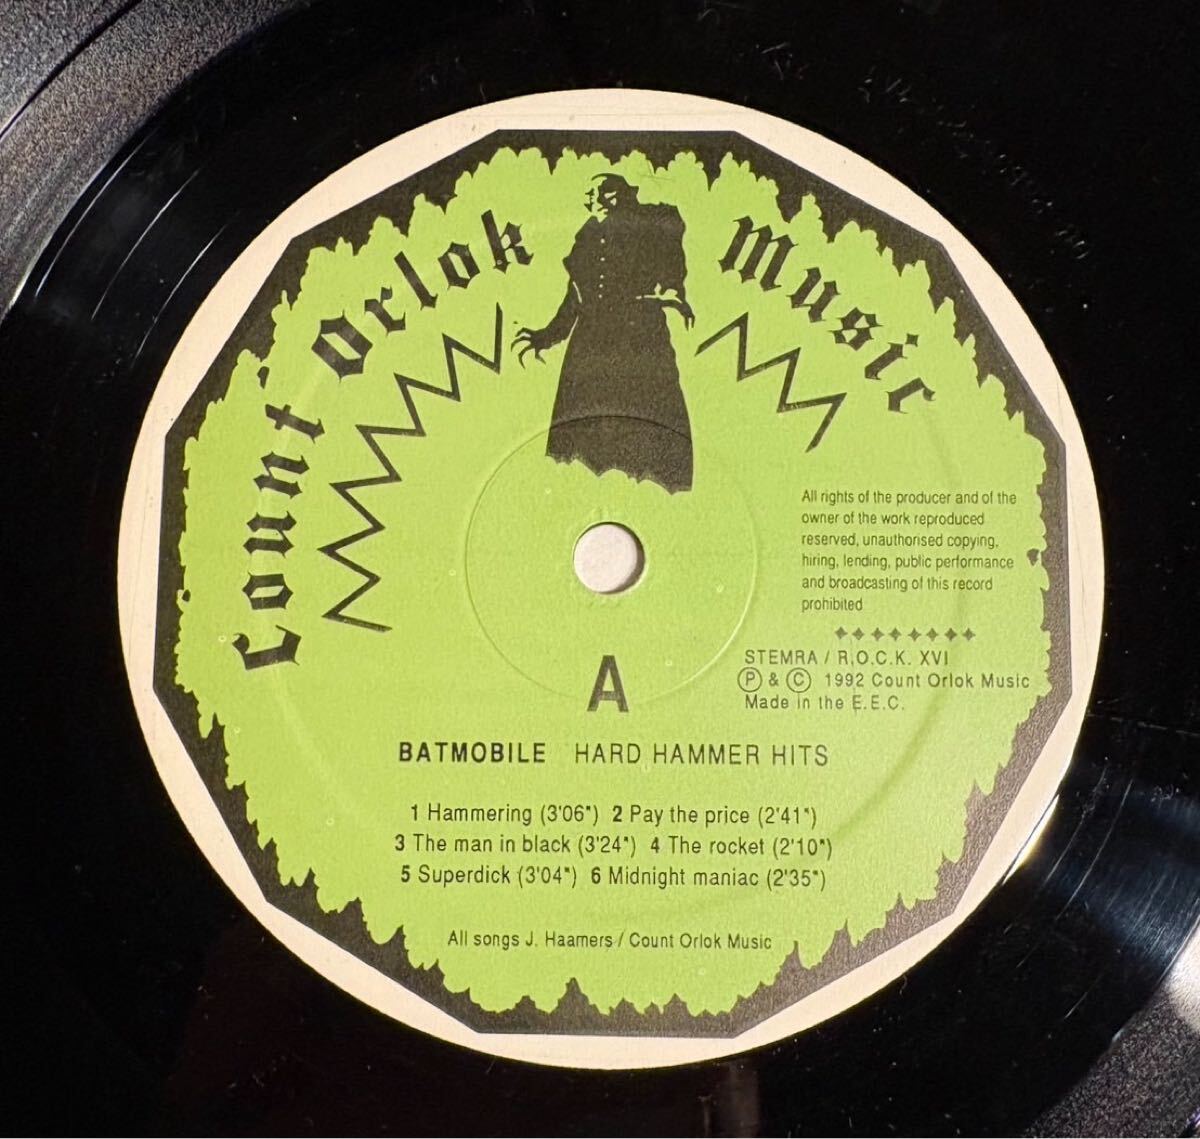 Count Orlok Music
All rights of the producer and of the
owner of the work reproduced
reserved, unauthorised copying,
hiring, lending, public performance
and broadcasting of this record
prohibited
STEMRA / R.O.C.K. XVI
Ⓟ & Ⓒ 1992 Count Orlok Music
Made in the E.E.C.
A
BATMOBILE HARD HAMMER HITS
1 Hammering (3'06") 2 Pay the price (2'41")
3 The man in black (3'24") 4 The rocket (2'10")
5 Superdick (3'04") 6 Midnight maniac (2'35")
All songs J. Haamers / Count Orlok Music